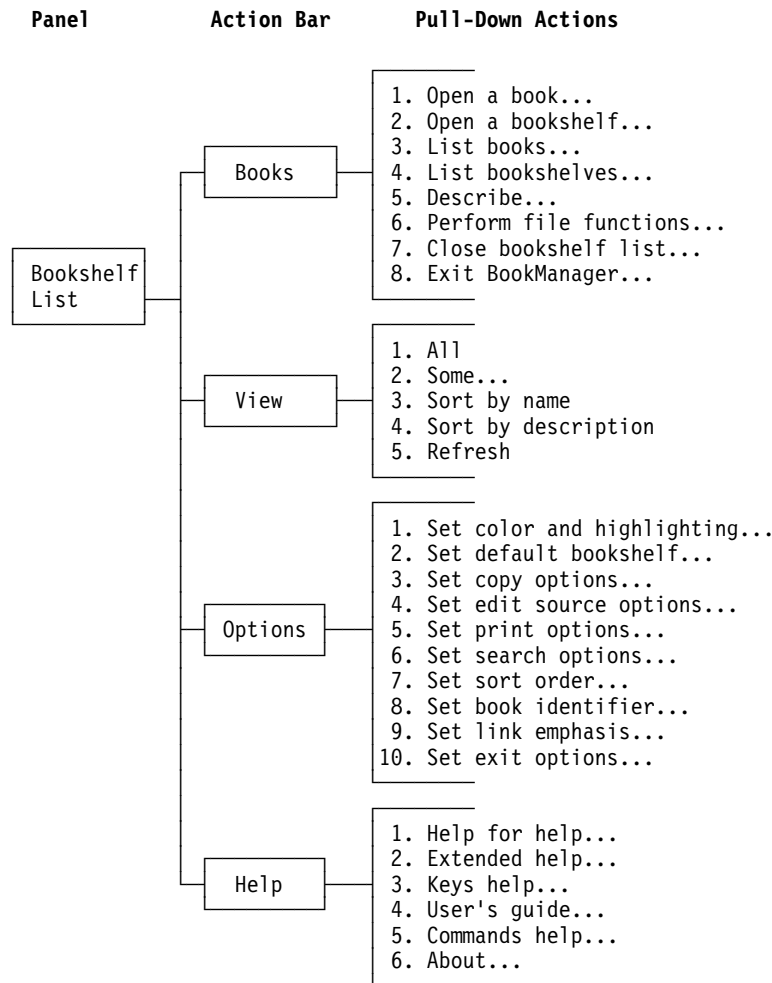 Panel Action Bar Pull-Down Actions
1. Open a book...
2. Open a bookshelf...
3. List books...
Books
4. List bookshelves...
5. Describe...
6. Perform file functions...
7. Close bookshelf list...
8. Exit BookManager...
Bookshelf
List
1. All
2. Some...
View
3. Sort by name
4. Sort by description
5. Refresh
1. Set color and highlighting...
2. Set default bookshelf...
3. Set copy options...
4. Set edit source options...
Options
5. Set print options...
6. Set search options...
7. Set sort order...
8. Set book identifier...
9. Set link emphasis...
10. Set exit options...
1. Help for help...
2. Extended help...
Help
3. Keys help...
4. User's guide...
5. Commands help...
6. About...